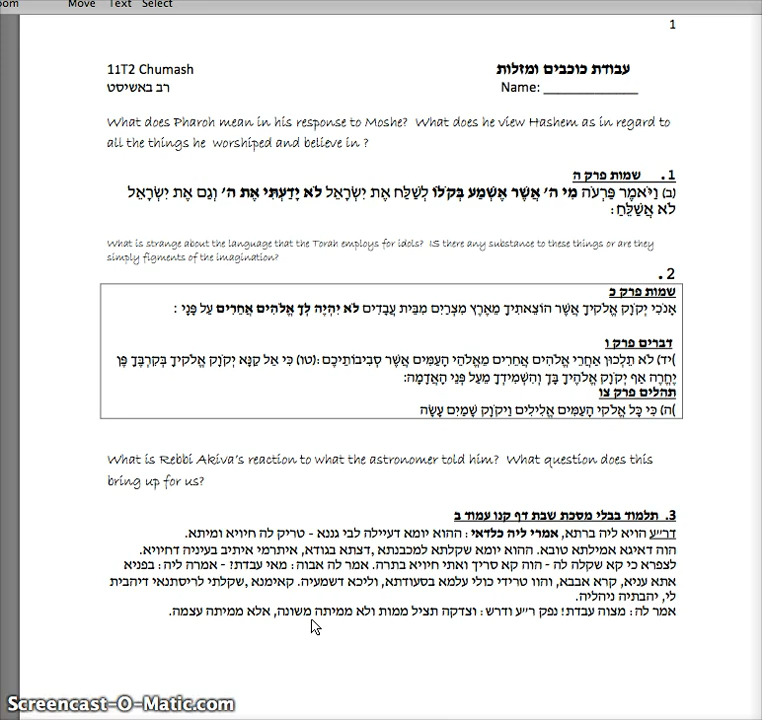 oom Move Text Select
1
11T2 Chumash עבודת כוכבים ומזלות
רב באשיסט Name: ______________
What does Pharoh mean in his response to Moshe? What does he view Hashem as in regard to
all the things he worshiped and believe in ?
1. שמות פרק ה
(ב) וַיֹּאמֶר פַּרְעֹה מִי ה' אֲשֶׁר אֶשְׁמַע בְּקֹלוֹ לְשַׁלַּח אֶת יִשְׂרָאֵל לֹא יָדַעְתִּי אֶת ה' וְגַם אֶת יִשְׂרָאֵל
לֹא אֲשַׁלֵּחַ:
What is strange about the language that the Torah employs for idols? IS there any substance to these things or are they
simply figments of the imagination?
2.
שמות פרק כ
אָנֹכִי יְקֹוָק אֱלֹקֶיךָ אֲשֶׁר הוֹצֵאתִיךָ מֵאֶרֶץ מִצְרַיִם מִבֵּית עֲבָדִים לֹא יִהְיֶה לְךָ אֱלֹהִים אֲחֵרִים עַל פָּנָי :
דברים פרק ו
)יד) לֹא תֵלְכוּן אַחֲרֵי אֱלֹהִים אֲחֵרִים מֵאֱלֹהֵי הָעַמִּים אֲשֶׁר סְבִיבוֹתֵיכֶם :(טו) כִּי אֵל קַנָּא יְקֹוָק אֱלֹקֶיךָ בְּקִרְבֶּךָ פֶּן
יֶחֱרֶה אַף יְקֹוָק אֱלֹהֶיךָ בָּךְ וְהִשְׁמִידְךָ מֵעַל פְּנֵי הָאֲדָמָה:
תהלים פרק צו
)ה) כִּי כָּל אֱלֹקֵי הָעַמִּים אֱלִילִים וַיקֹוָק שָׁמַיִם עָשָׂה
What is Rebbi Akiva's reaction to what the astronomer told him? What question does this
bring up for us?
3. תלמוד בבלי מסכת שבת דף קנו עמוד ב
דר"ע הויא ליה ברתא, אמרי ליה כלדאי : ההוא יומא דעיילה לבי גננא - טריק לה חיויא ומיתא.
הוה דאיגא אמילתא טובא. ההוא יומא שקלתא למכבנתא ,דצתא בגודא, איתרמי איתיב בעיניה דחיויא.
לצפרא כי קא שקלה לה - הוה קא סריך ואתי חיויא בתרה. אמר לה אבוה : מאי עבדת!? - אמרה ליה : בפניא
אתא עניא, קרא אבבא, והוו טרידי כולי עלמא בסעודתא, וליכא דשמעיה. קאימנא ,שקלתי לריסתנאי דיהבית
לי, יהבתיה ניהליה.
אמר לה : מצוה עבדת! נפק ר"ע ודרש : וצדקה תציל ממות ולא ממיתה משונה, אלא ממיתה עצמה.
Screencast-O-Matic.com